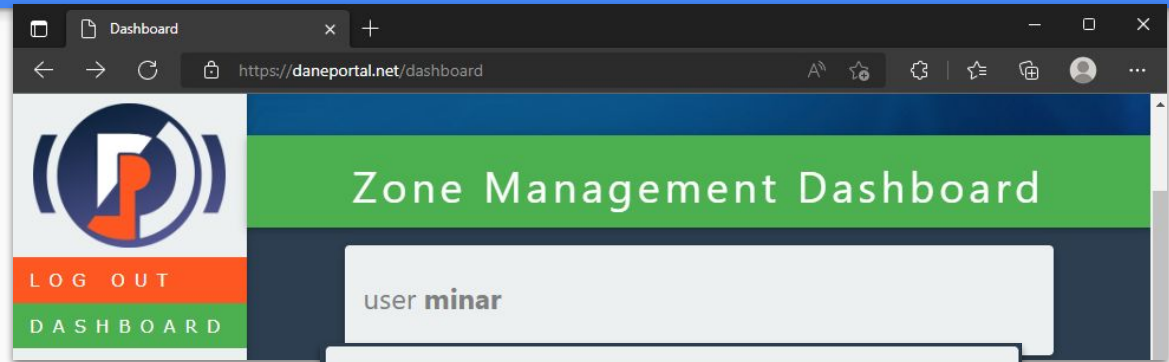 Dashboard
https://daneportal.net/dashboard
Zone Management Dashboard
LOG OUT
user minar
DASHBOARD